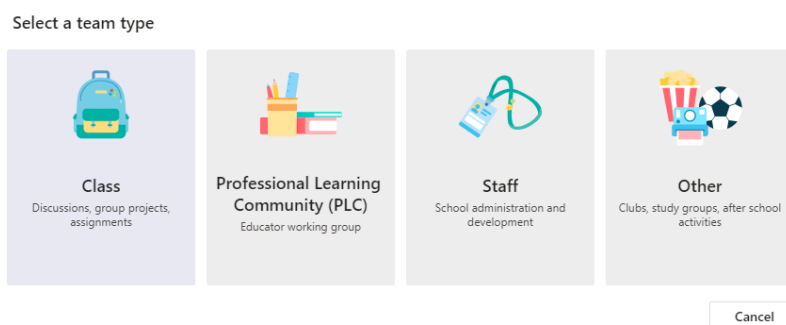 Select a team type
Class
Discussions, group projects,
assignments
Professional Learning
Community (PLC)
Educator working group
Staff
School administration and
development
Other
Clubs, study groups, after school
activities
Cancel